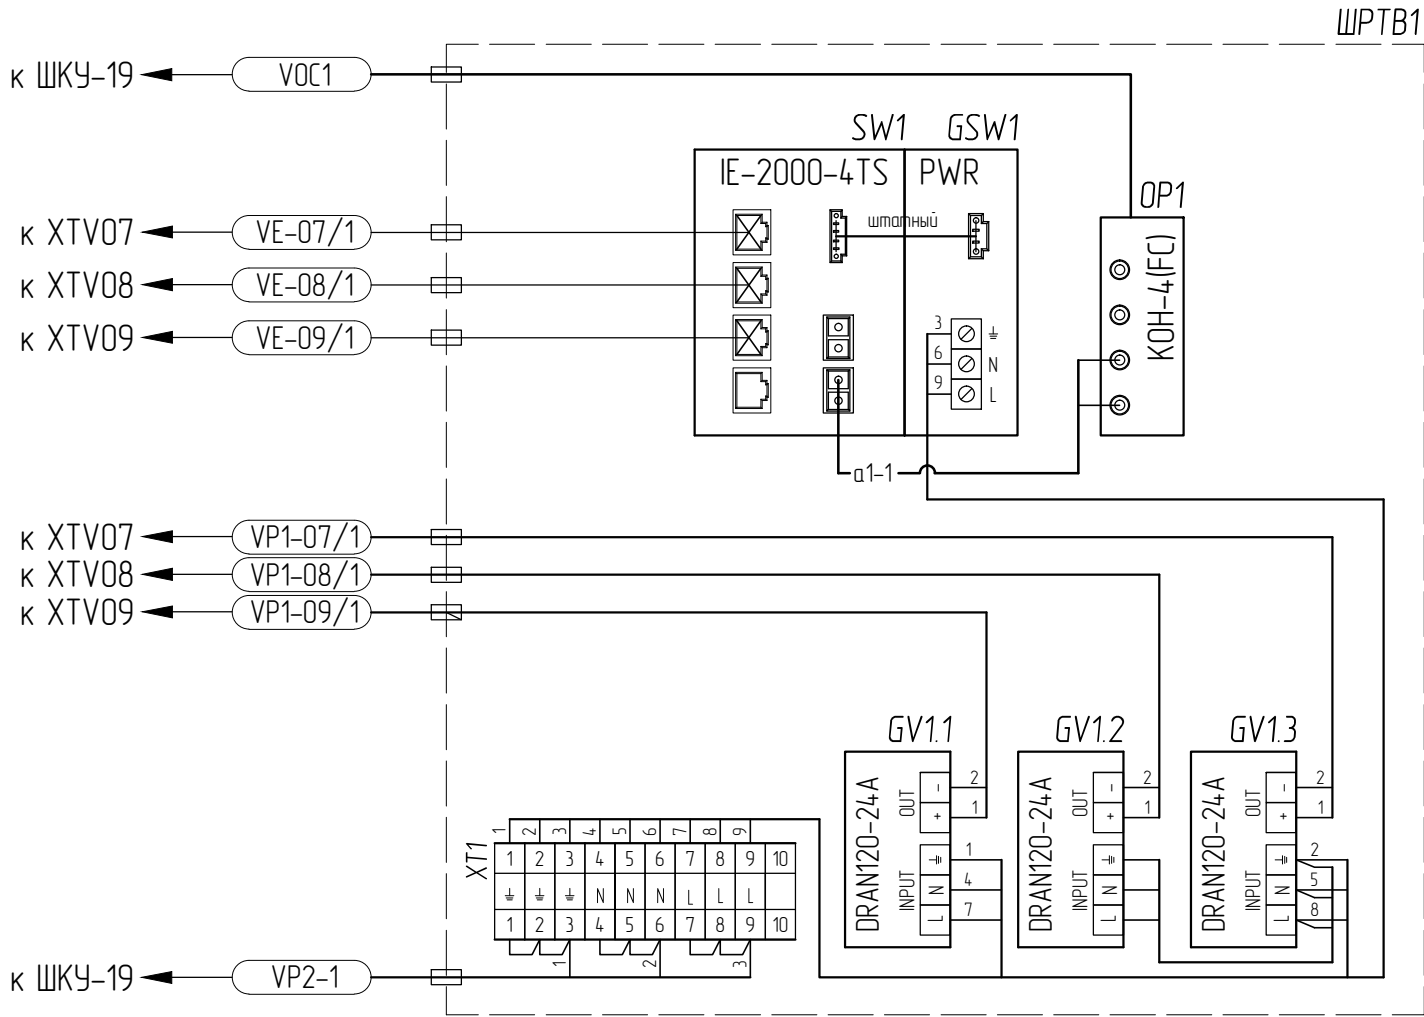 ШРТВ1
к ШКУ-19
VOC1
SW1
GSW1
IE-2000-4TS
PWR
OP1
к XTV07
VE-07/1
штатный
к XTV08
VE-08/1
к XTV09
VE-09/1
КОН-4(FC)
3
6 N
9 L
а1-1
к XTV07
VP1-07/1
к XTV08
VP1-08/1
к XTV09
VP1-09/1
GV1.1
GV1.2
GV1.3
DRAN120-24A
OUT
- 2
+ 1
INPUT
1
N 4
L 7
DRAN120-24A
OUT
- 2
+ 1
INPUT
N
L
DRAN120-24A
OUT
- 2
+ 1
INPUT
2
N 5
L 8
XT1
1 2 3 4 5 6 7 8 9
1 2 3 4 5 6 7 8 9 10
N N N L L L
1 2 3 4 5 6 7 8 9 10
1 2 3
к ШКУ-19
VP2-1